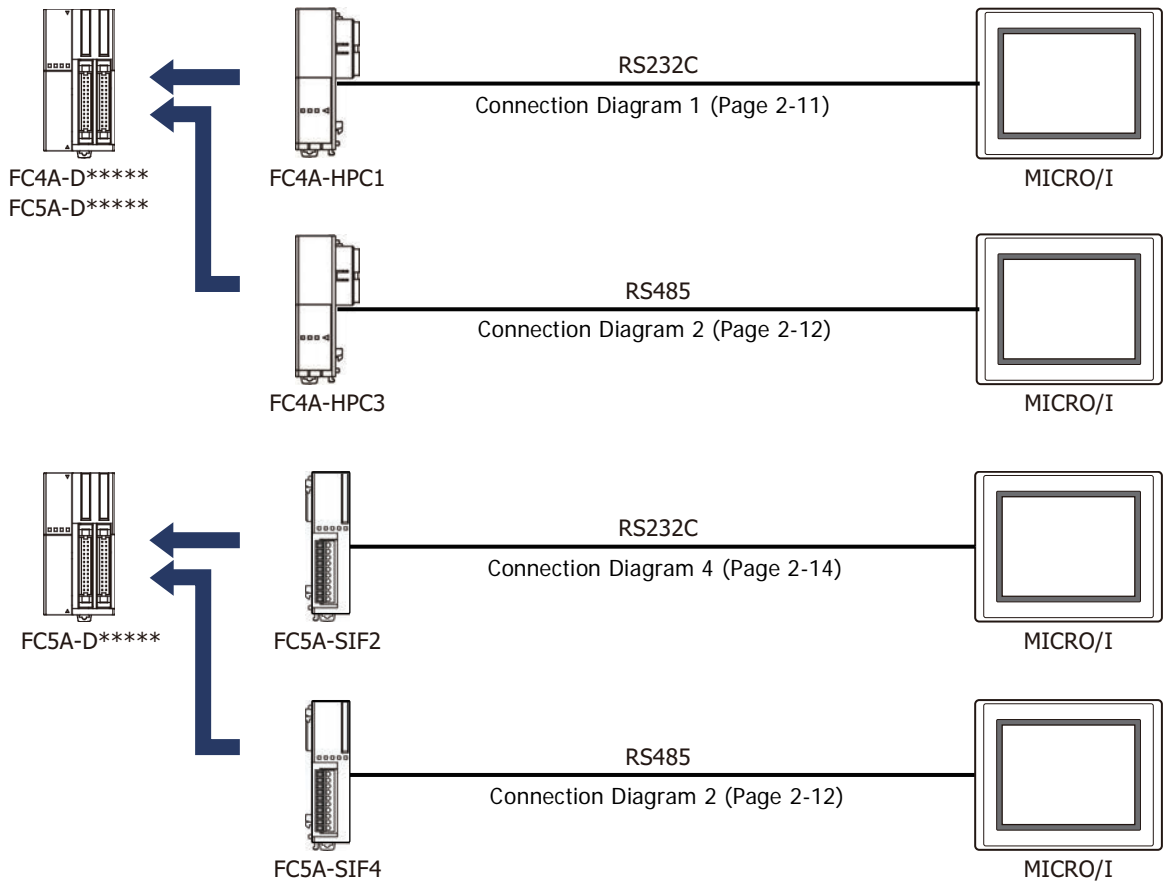 RS232C
Connection Diagram 1 (Page 2-11)
FC4A-D*****
FC5A-D*****
FC4A-HPC1
MICRO/I
RS485
Connection Diagram 2 (Page 2-12)
FC4A-HPC3
MICRO/I
RS232C
Connection Diagram 4 (Page 2-14)
FC5A-D*****
FC5A-SIF2
MICRO/I
RS485
Connection Diagram 2 (Page 2-12)
FC5A-SIF4
MICRO/I